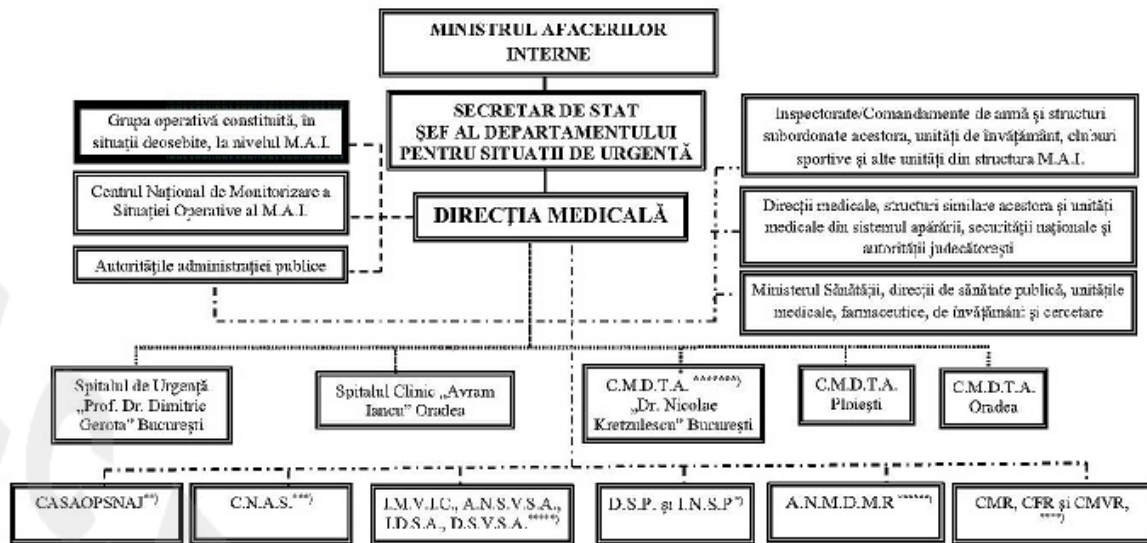 MINISTRUL AFACERILOR
INTERNE
SECRETAR DE STAT
ŞEF AL DEPARTAMENTULUI
PENTRU SITUATII DE URGENTĂ
Grupa operativă constituită, în
situaţii deosebite, la nivelul M.A.I.
Centrul Naţional de Monitorizare a
Situaţiei Operative al M.A.I.
Autorităţile administraţiei publice
DIRECŢIA MEDICALĂ
Inspectorate/Comandamente de armă şi structuri
subordonate acestora, unităţi de învăţământ, cluburi
sportive şi alte unităţi din structura M.A.I.
Direcţii medicale, structuri similare acestora şi unităţi
medicale din sistemul apărării, securităţii naţionale şi
autorităţii judecătoreşti
Ministerul Sănătăţii, direcţii de sănătate publică, unităţile
medicale, farmaceutice, de învăţământ şi cercetare
Spitalul de Urgenţă
„Prof. Dr. Dimitrie
Gerota” Bucureşti
Spitalul Clinic „Avram
Iancu” Oradea
C.M.D.T.A.
„Dr. Nicolae
Kretzulescu” Bucureşti
C.M.D.T.A.
Ploieşti
C.M.D.T.A.
Oradea
CASAOPSNAJ**)
C.N.A.S.***)
I.M.V.I.C., A.N.S.V.S.A.,
I.D.S.A., D.S.V.S.A.*****)
D.S.P. şi I.N.S.P*)
A.N.M.D.M.R
CMR, CFR şi CMVR,
****)